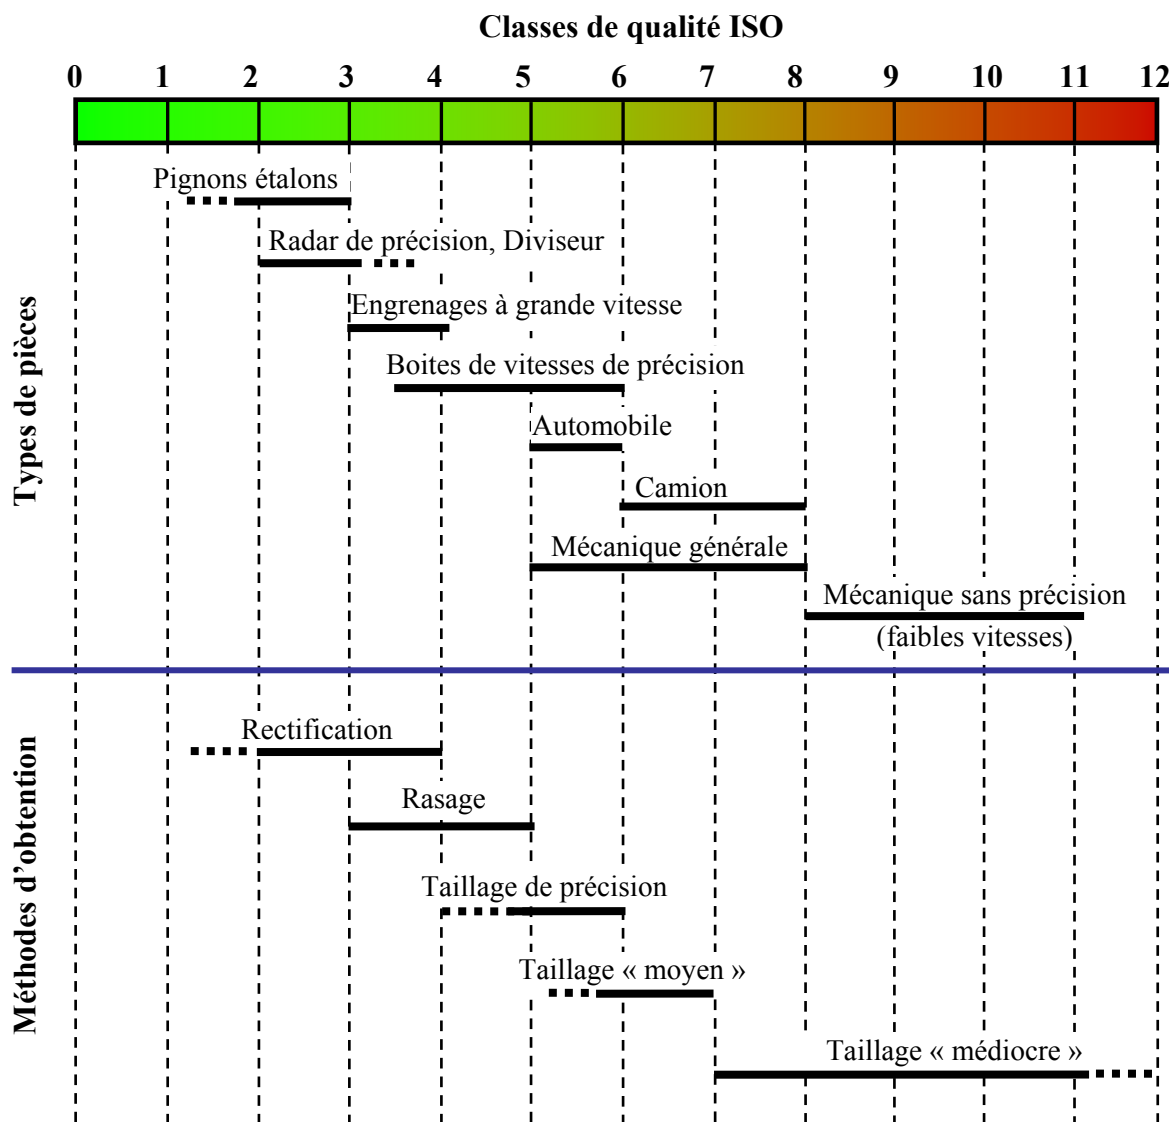 Classes de qualité ISO
0 1 2 3 4 5 6 7 8 9 10 11 12
Types de pièces
Pignons étalons
Radar de précision, Diviseur
Engrenages à grande vitesse
Boites de vitesses de précision
Automobile
Camion
Mécanique générale
Mécanique sans précision
(faibles vitesses)
Méthodes d’obtention
Rectification
Rasage
Taillage de précision
Taillage « moyen »
Taillage « médiocre »